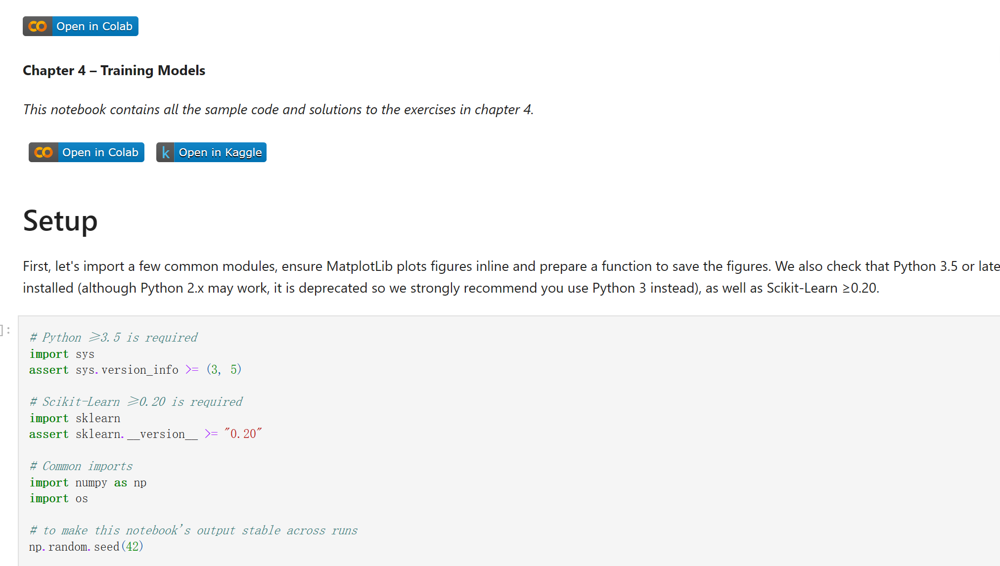 Open in Colab
Chapter 4 – Training Models
This notebook contains all the sample code and solutions to the exercises in chapter 4.
Open in Colab k Open in Kaggle
Setup
First, let's import a few common modules, ensure MatplotLib plots figures inline and prepare a function to save the figures. We also check that Python 3.5 or late
installed (although Python 2.x may work, it is deprecated so we strongly recommend you use Python 3 instead), as well as Scikit-Learn ≥0.20.
]:
# Python ≥3.5 is required
import sys
assert sys.version_info >= (3, 5)
# Scikit-Learn ≥0.20 is required
import sklearn
assert sklearn.__version__ >= "0.20"
# Common imports
import numpy as np
import os
# to make this notebook's output stable across runs
np.random.seed(42)